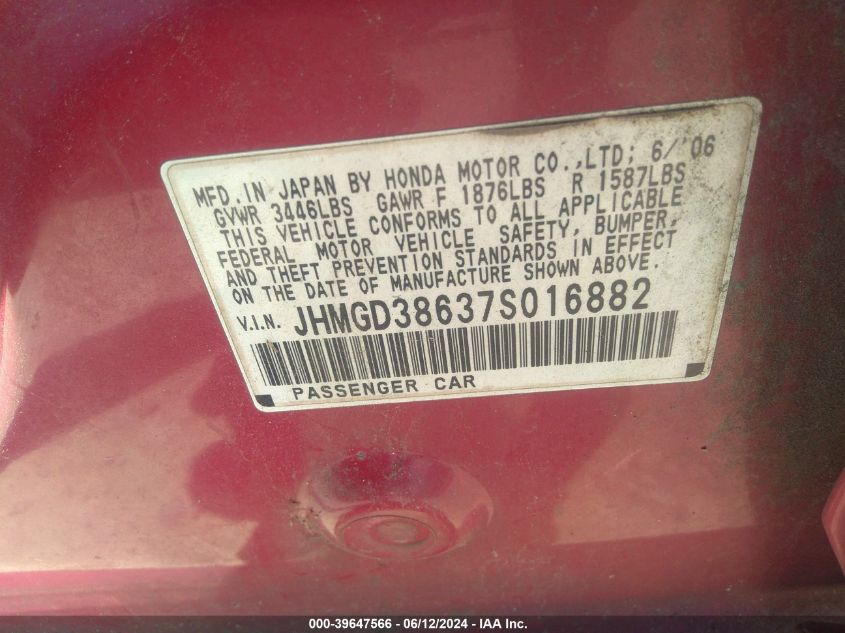 MFD. IN JAPAN BY HONDA MOTOR CO.,LTD; 6/'06
GVWR 3446LBS GAWR F 1876LBS R 1587LBS
THIS VEHICLE CONFORMS TO ALL APPLICABLE
FEDERAL MOTOR VEHICLE SAFETY, BUMPER,
AND THEFT PREVENTION STANDARDS IN EFFECT
ON THE DATE OF MANUFACTURE SHOWN ABOVE.
V.I.N. JHMGD38637S016882
PASSENGER CAR
000-39647566 - 06/12/2024 - IAA Inc.